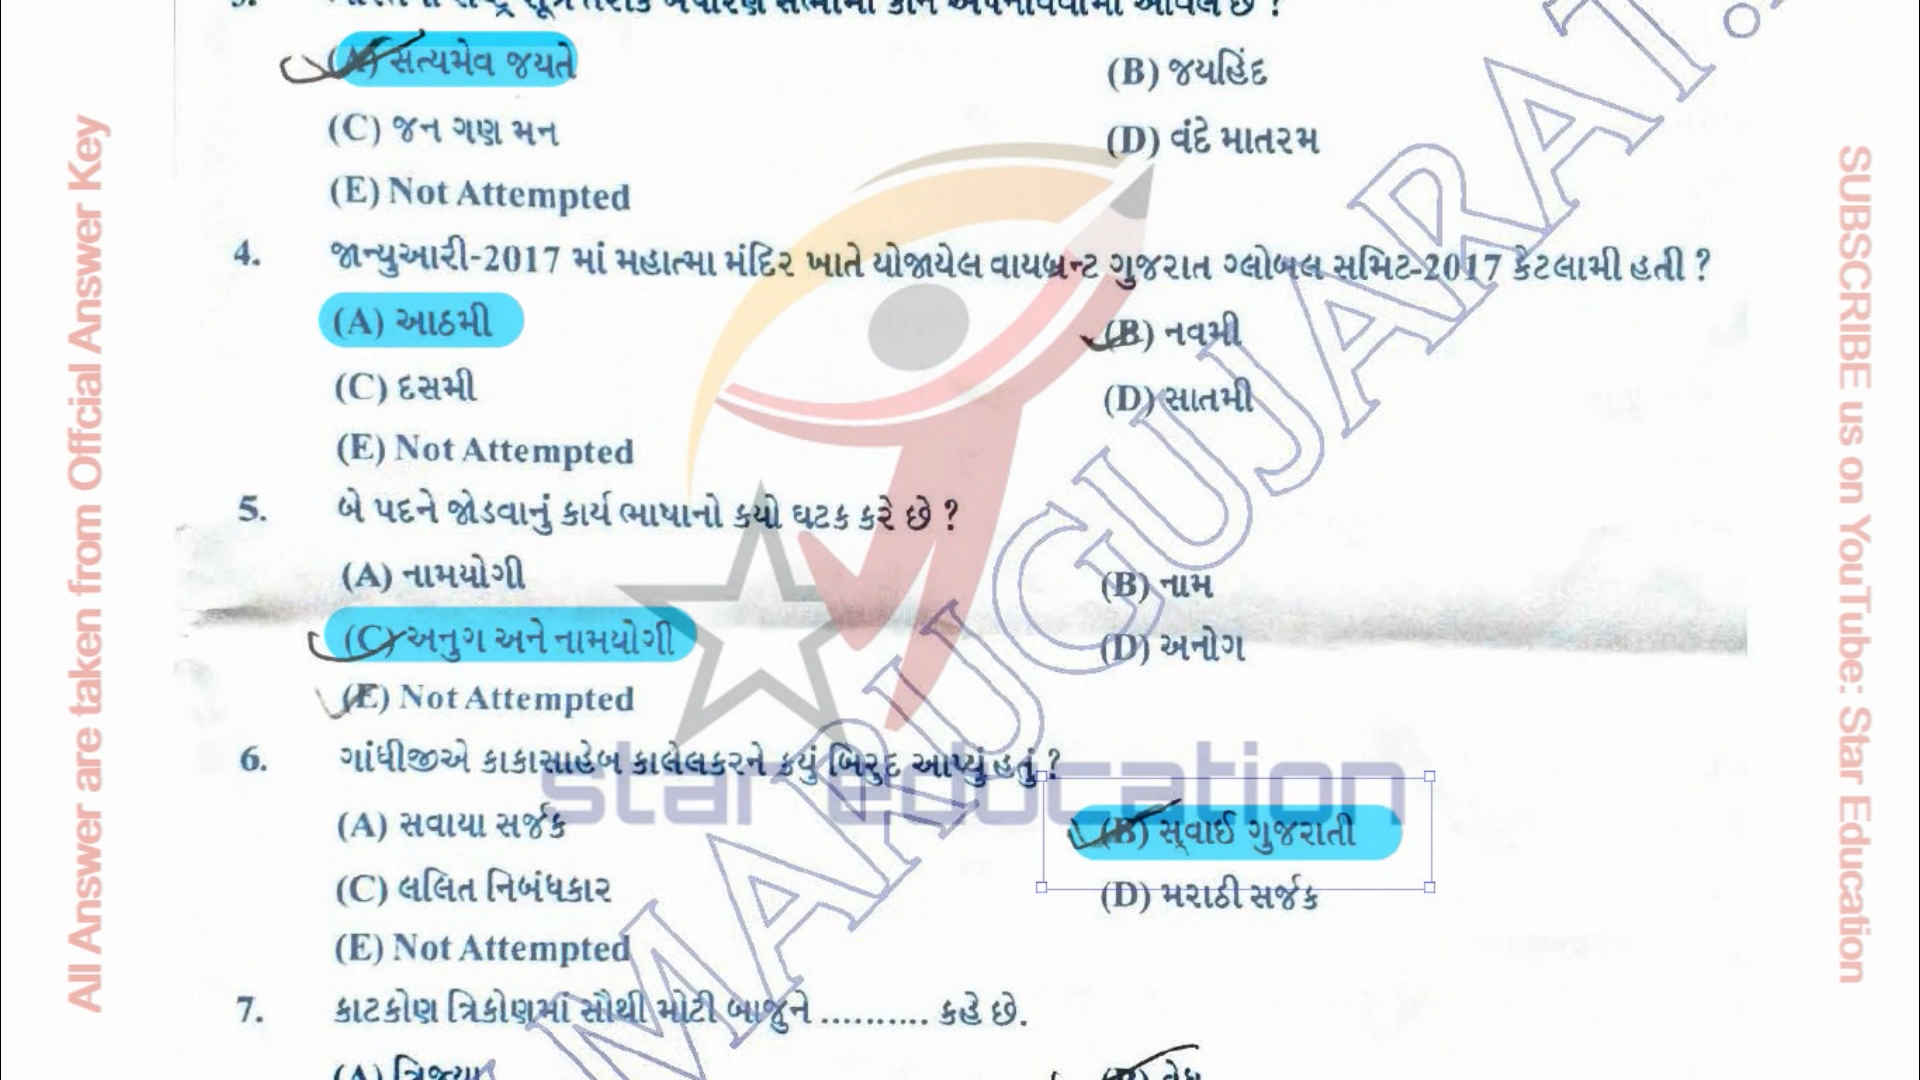 (A) સત્યમેવ જયતે
(B) જયહિંદ
(C) જન ગણ મન
(D) વંદે માતરમ
(E) Not Attempted
4. જાન્યુઆરી-2017 માં મહાત્મા મંદિર ખાતે યોજાયેલ વાયબ્રન્ટ ગુજરાત ગ્લોબલ સમિટ-2017 કેટલામી હતી ?
(A) આઠમી
(B) નવમી
(C) દસમી
(D) સાતમી
(E) Not Attempted
5. બે પદને જોડવાનું કાર્ય ભાષાનો કયો ઘટક કરે છે ?
(A) નામયોગી
(B) નામ
(C) અનુગ અને નામયોગી
(D) અનોગ
(E) Not Attempted
6. ગાંધીજીએ કાકાસાહેબ કાલેલકરને કયું બિરુદ આપ્યું હતું ?
(A) સવાયા સર્જક
(B) સ્વાઈ ગુજરાતી
(C) લલિત નિબંધકાર
(D) મરાઠી સર્જક
(E) Not Attempted
7. કાટકોણ ત્રિકોણમાં સૌથી મોટી બાજુને .......... કહે છે.
(A) ત્રિજ્યા
(B) વેધ
star education
MARUGUJARAT.
All Answer are taken from Offcial Answer Key
SUBSCRIBE us on YouTube: Star Education